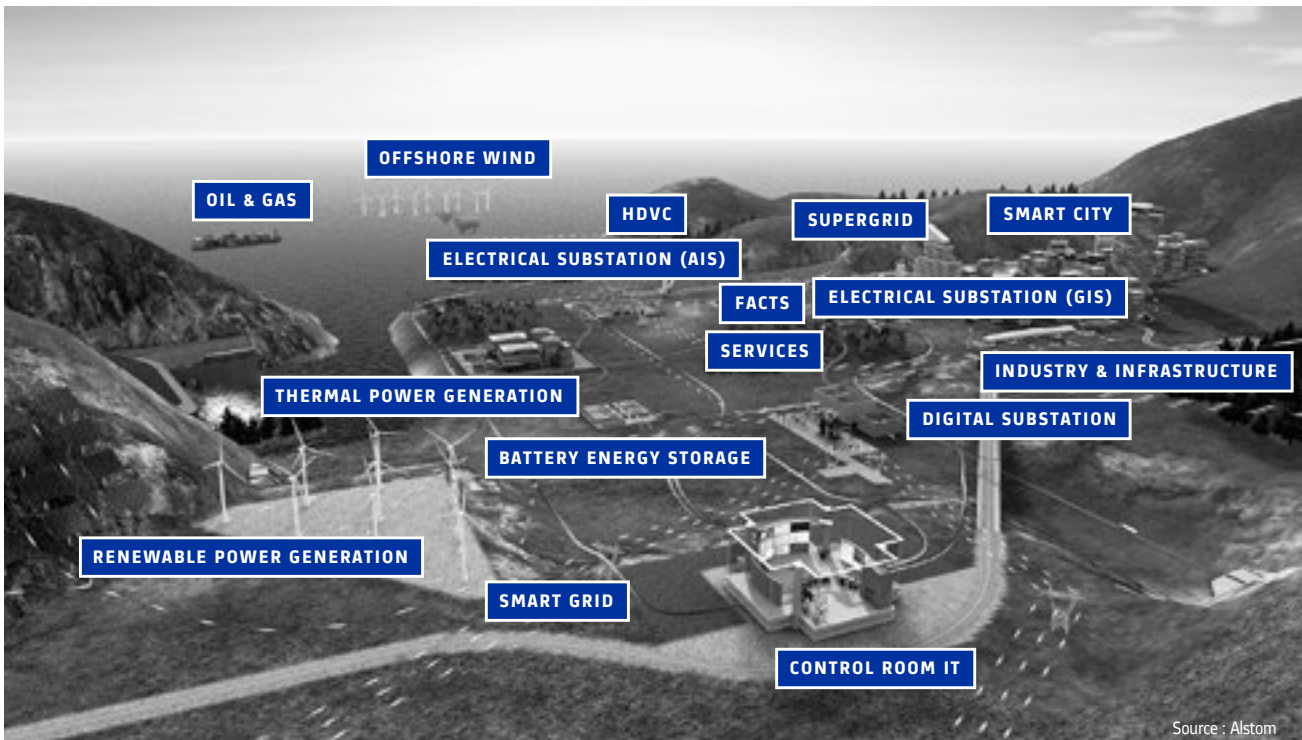 OFFSHORE WIND
OIL & GAS
HDVC
SUPERGRID
SMART CITY
ELECTRICAL SUBSTATION (AIS)
FACTS
ELECTRICAL SUBSTATION (GIS)
SERVICES
INDUSTRY & INFRASTRUCTURE
THERMAL POWER GENERATION
DIGITAL SUBSTATION
BATTERY ENERGY STORAGE
RENEWABLE POWER GENERATION
SMART GRID
CONTROL ROOM IT
Source : Alstom